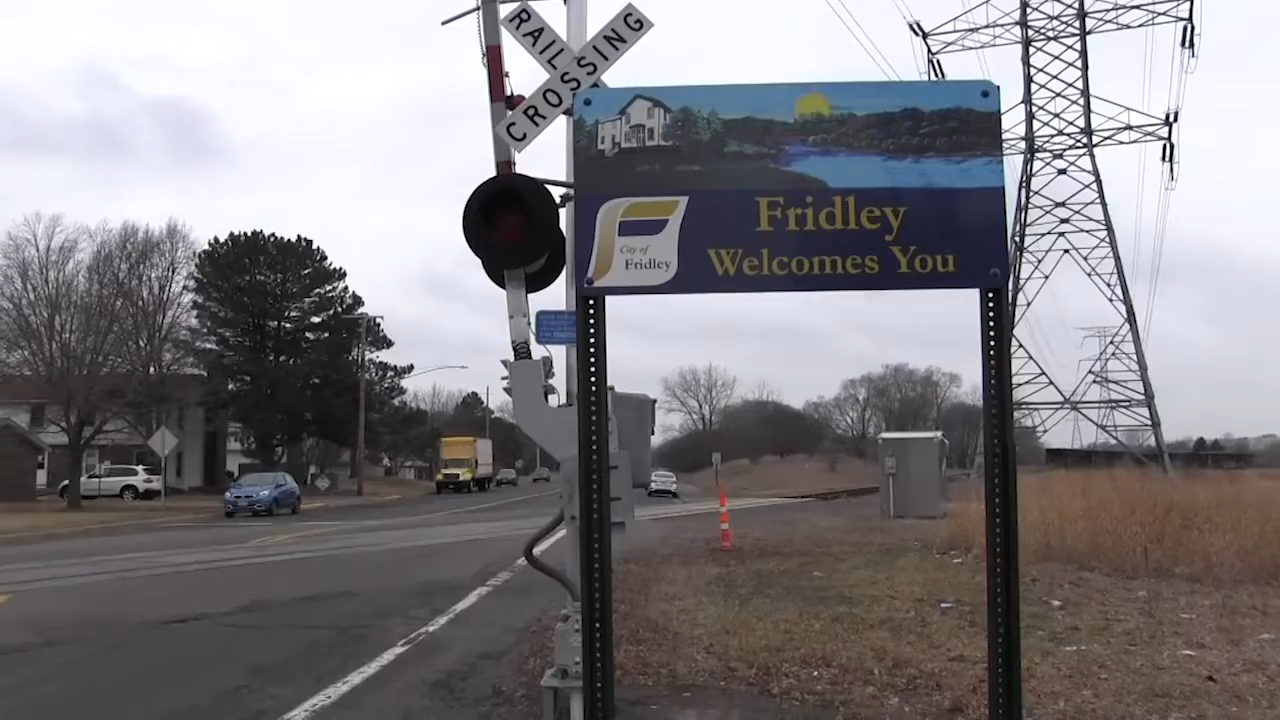 RAIL
CROSSING
Fridley
Welcomes You
City of
Fridley